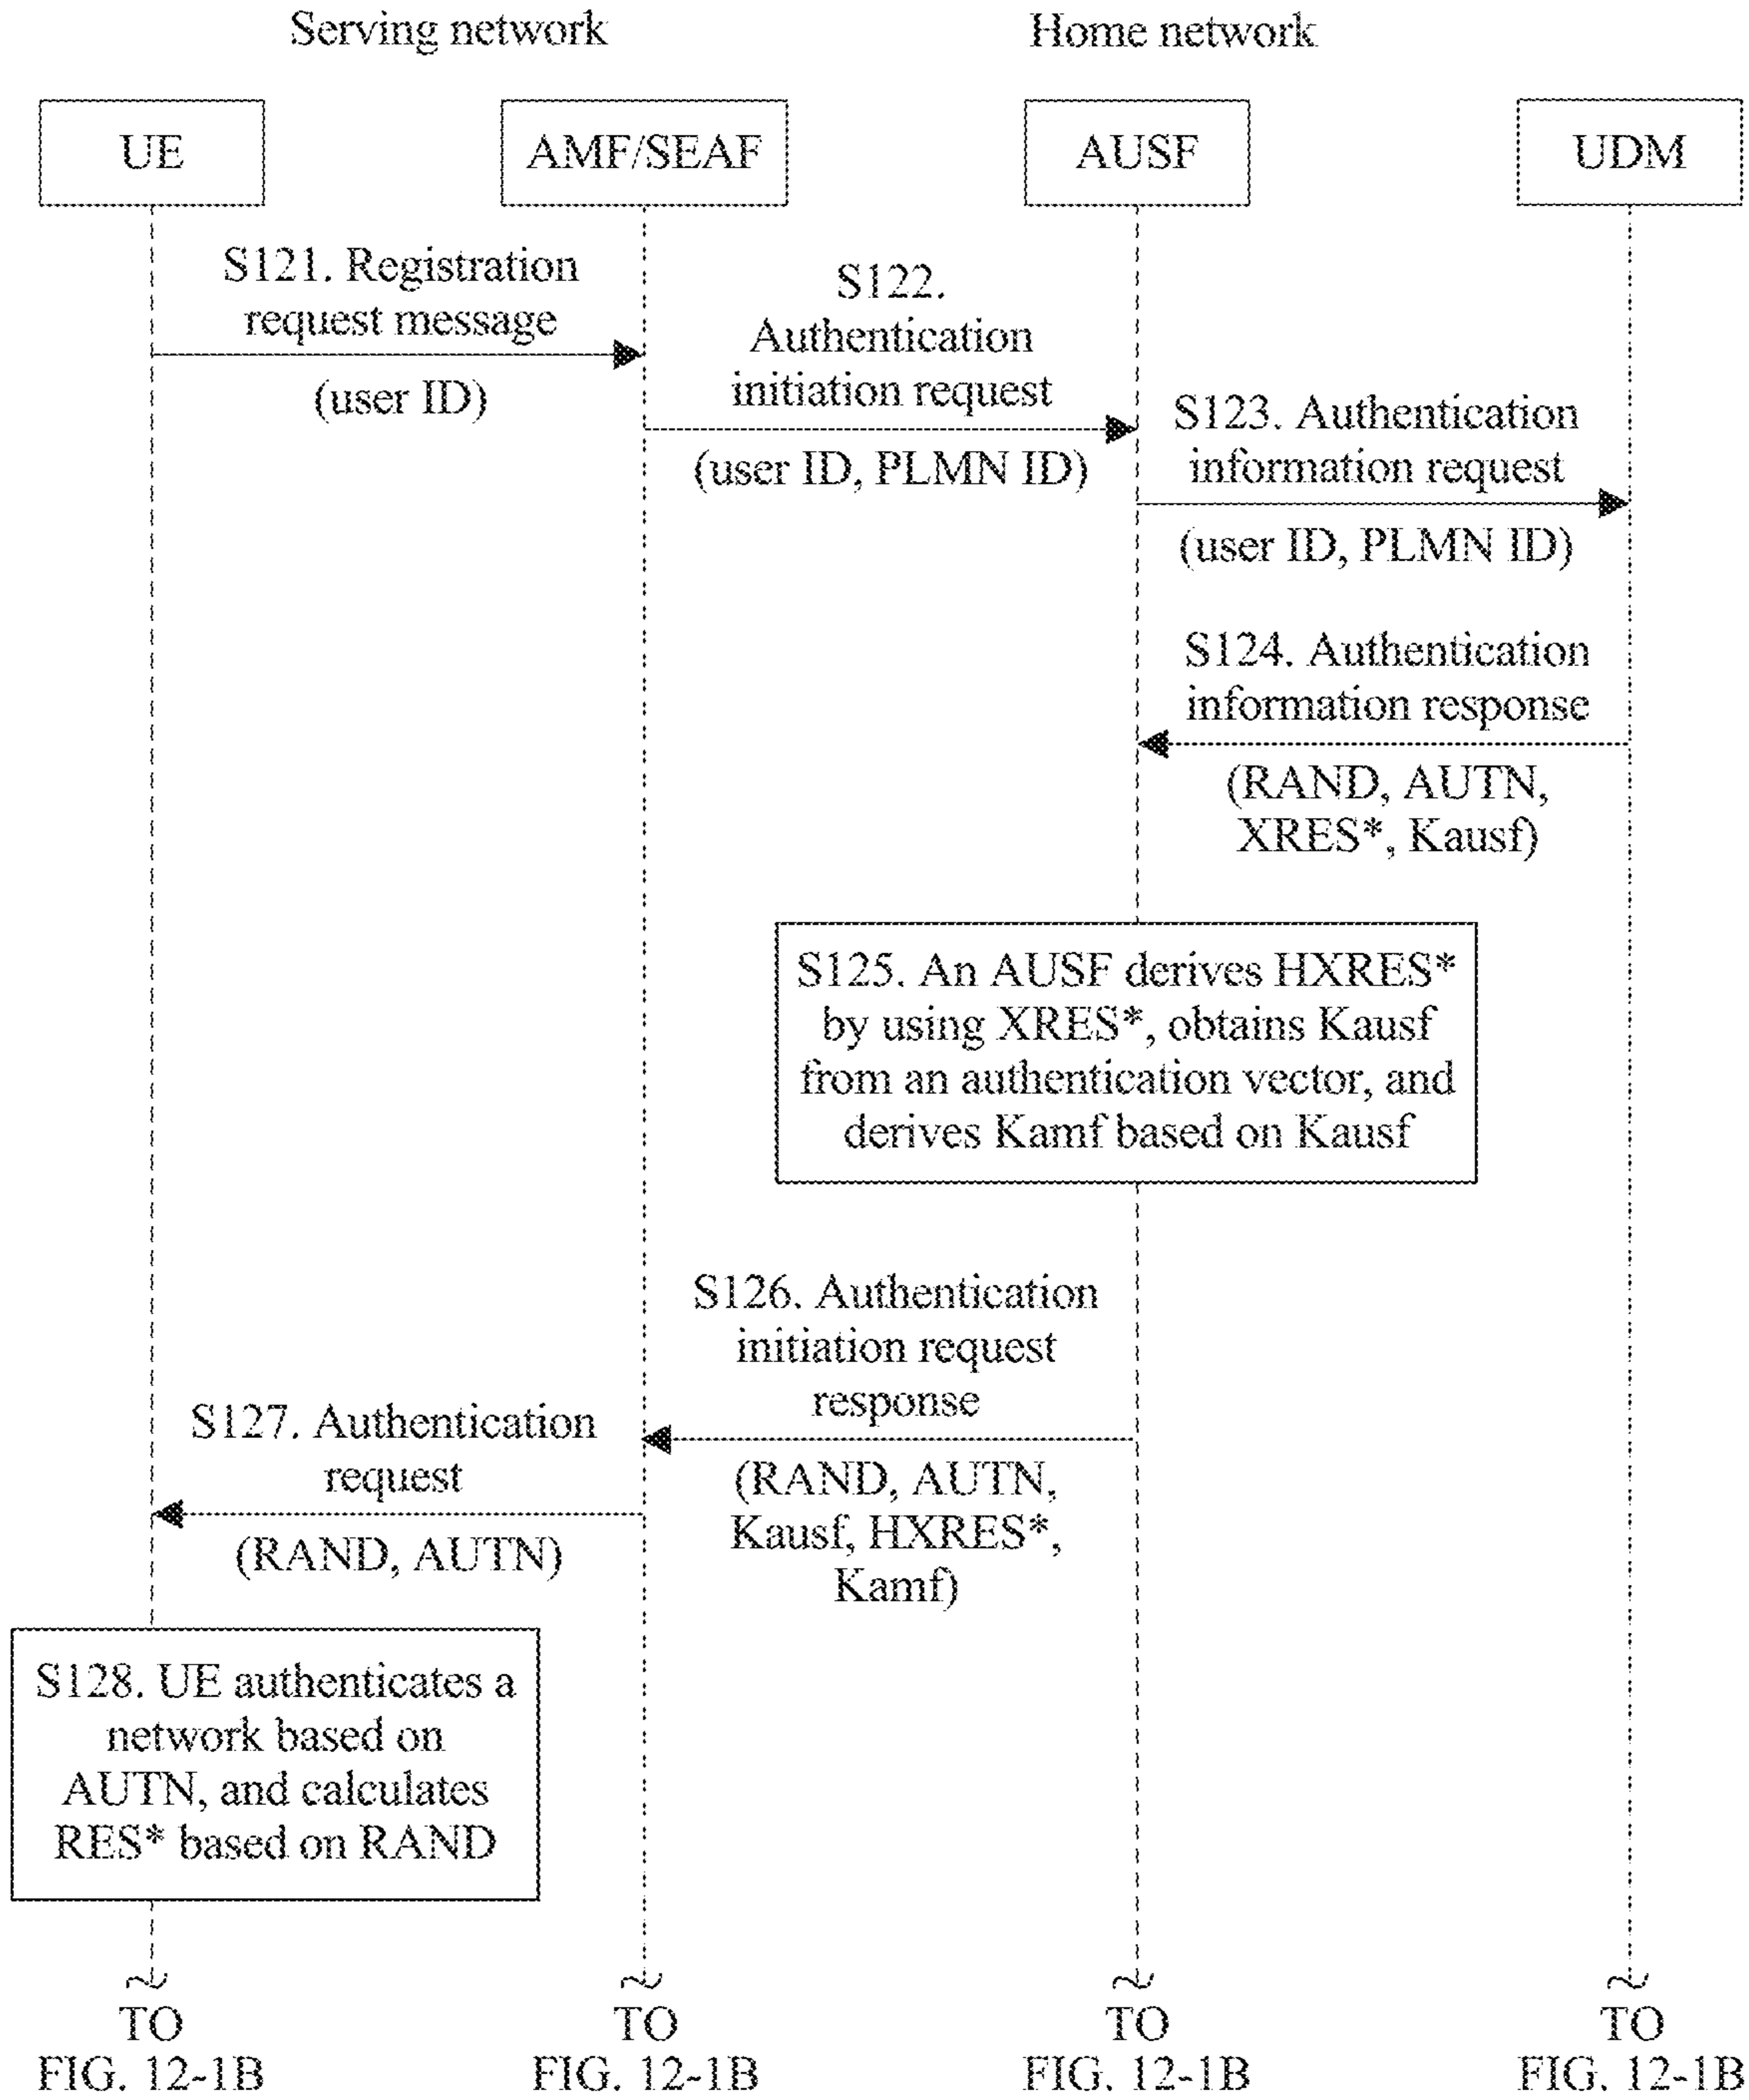 Serving network
Home network
UE
AMF/SEAF
AUSF
UDM
S121. Registration
request message
(user ID)
S122.
Authentication
initiation request
(user ID, PLMN ID)
S123. Authentication
information request
(user ID, PLMN ID)
S124. Authentication
information response
(RAND, AUTN,
XRES*, Kausf)
S125. An AUSF derives HXRES*
by using XRES*, obtains Kausf
from an authentication vector, and
derives Kamf based on Kausf
S126. Authentication
initiation request
response
(RAND, AUTN,
Kausf, HXRES*,
Kamf)
S127. Authentication
request
(RAND, AUTN)
S128. UE authenticates a
network based on
AUTN, and calculates
RES* based on RAND
TO
FIG. 12-1B
TO
FIG. 12-1B
TO
FIG. 12-1B
TO
FIG. 12-1B